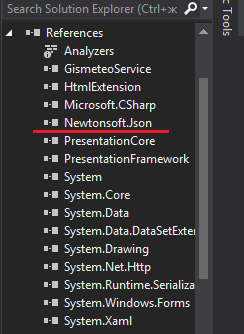 Search Solution Explorer (Ctrl+ж
References
Analyzers
GismeteoService
HtmlExtension
Microsoft.CSharp
Newtonsoft.Json
PresentationCore
PresentationFramework
System
System.Core
System.Data
System.Data.DataSetExter
System.Drawing
System.Net.Http
System.Runtime.Serializa
System.Windows.Forms
System.Xaml
c Tools